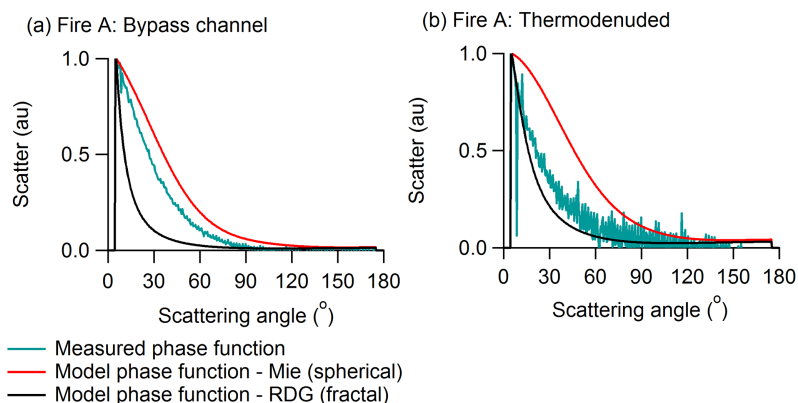 (a) Fire A: Bypass channel
1.0
0.5
0.0
Scatter (au)
0 30 60 90 120 150 180
Scattering angle (°)
(b) Fire A: Thermodenuded
1.0
0.5
0.0
Scatter (au)
0 30 60 90 120 150 180
Scattering angle (°)
Measured phase function
Model phase function - Mie (spherical)
Model phase function - RDG (fractal)